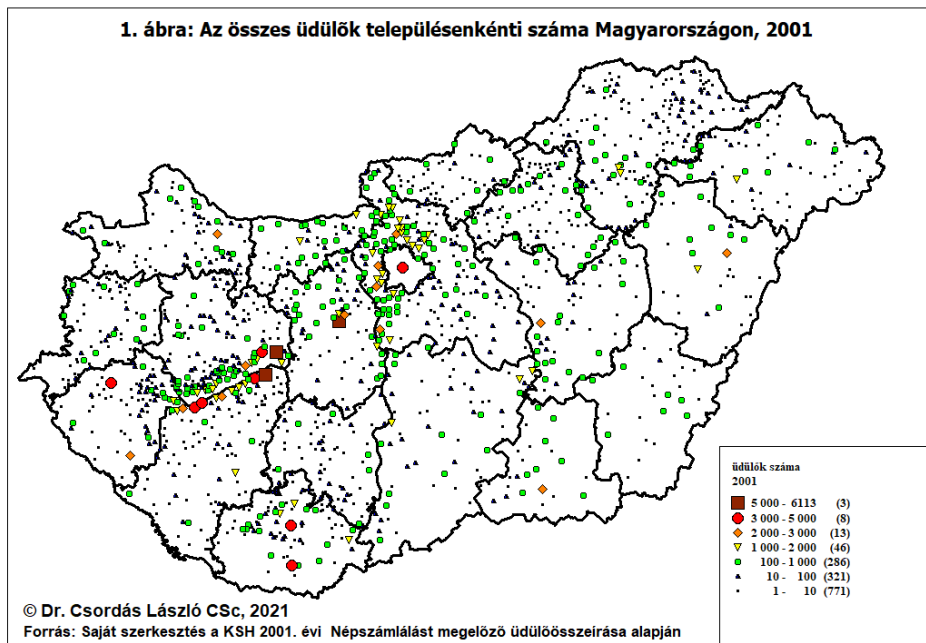 1. ábra: Az összes üdülők településenkénti száma Magyarországon, 2001
üdülők száma
2001
5 000 - 6113 (3)
3 000 - 5 000 (8)
2 000 - 3 000 (13)
1 000 - 2 000 (46)
100 - 1 000 (286)
10 - 100 (321)
1 - 10 (771)
© Dr. Csordás László CSc, 2021
Forrás: Saját szerkesztés a KSH 2001. évi Népszámlálást megelőző üdülőösszeírása alapján